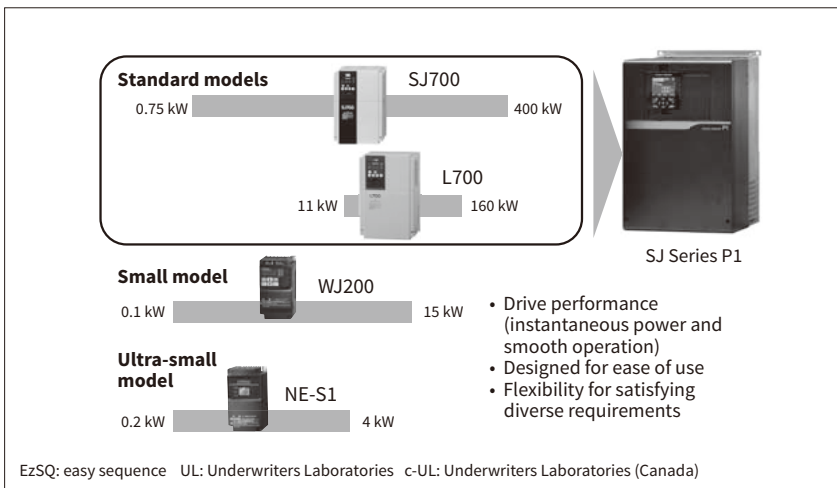 Standard models
SJ700
0.75 kW
400 kW
L700
11 kW
160 kW
SJ Series P1
Small model
WJ200
0.1 kW
15 kW
Ultra-small
model
NE-S1
0.2 kW
4 kW
• Drive performance
(instantaneous power and
smooth operation)
• Designed for ease of use
• Flexibility for satisfying
diverse requirements
EzSQ: easy sequence UL: Underwriters Laboratories c-UL: Underwriters Laboratories (Canada)